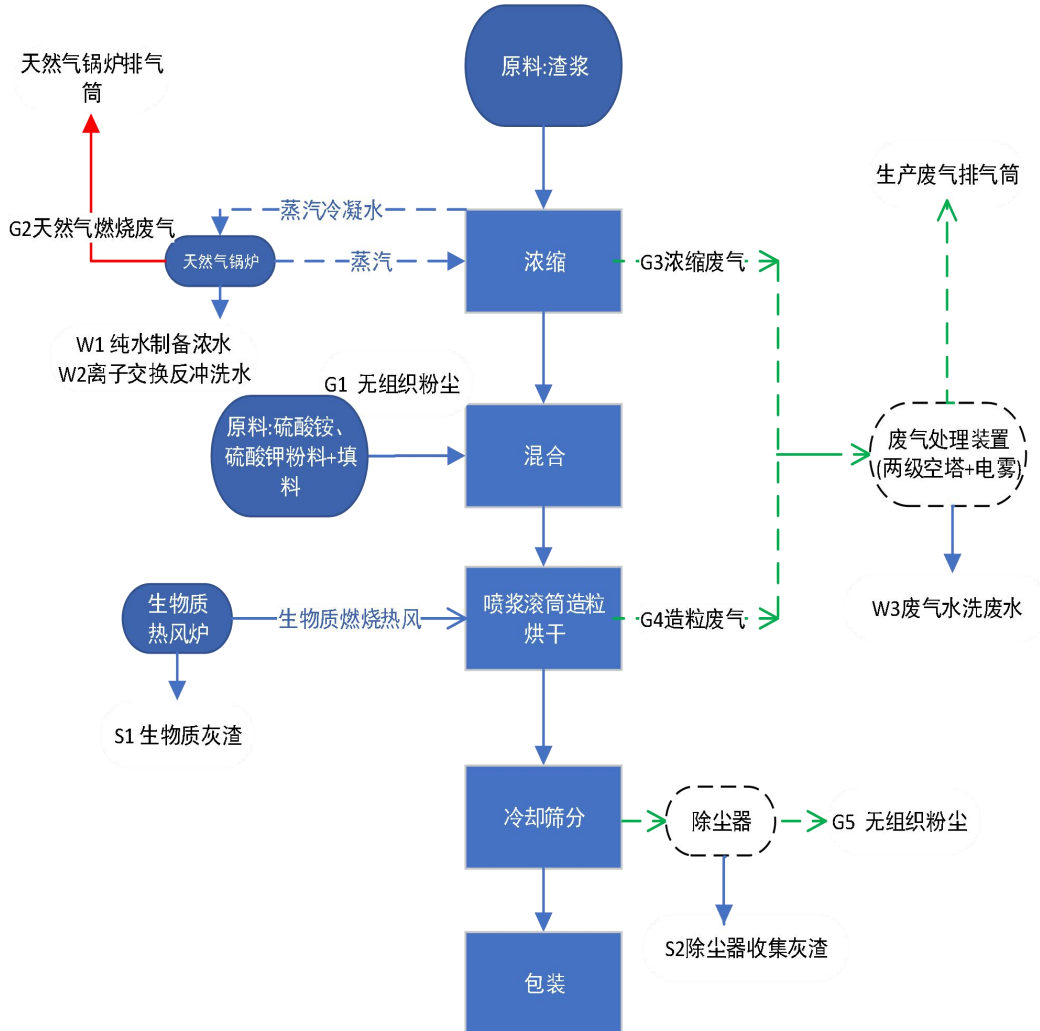 原料:渣浆
天然气锅炉排气
筒
生产废气排气筒
蒸汽冷凝水
G2天然气燃烧废气
天然气锅炉
蒸汽
浓缩
G3浓缩废气
W1 纯水制备浓水
W2离子交换反冲洗水
G1 无组织粉尘
原料:硫酸铵、
硫酸钾粉料+填
料
混合
废气处理装置
(两级空塔+电雾)
生物质
热风炉
生物质燃烧热风
喷浆滚筒造粒
烘干
G4造粒废气
W3废气水洗废水
S1 生物质灰渣
冷却筛分
除尘器
G5 无组织粉尘
S2除尘器收集灰渣
包装